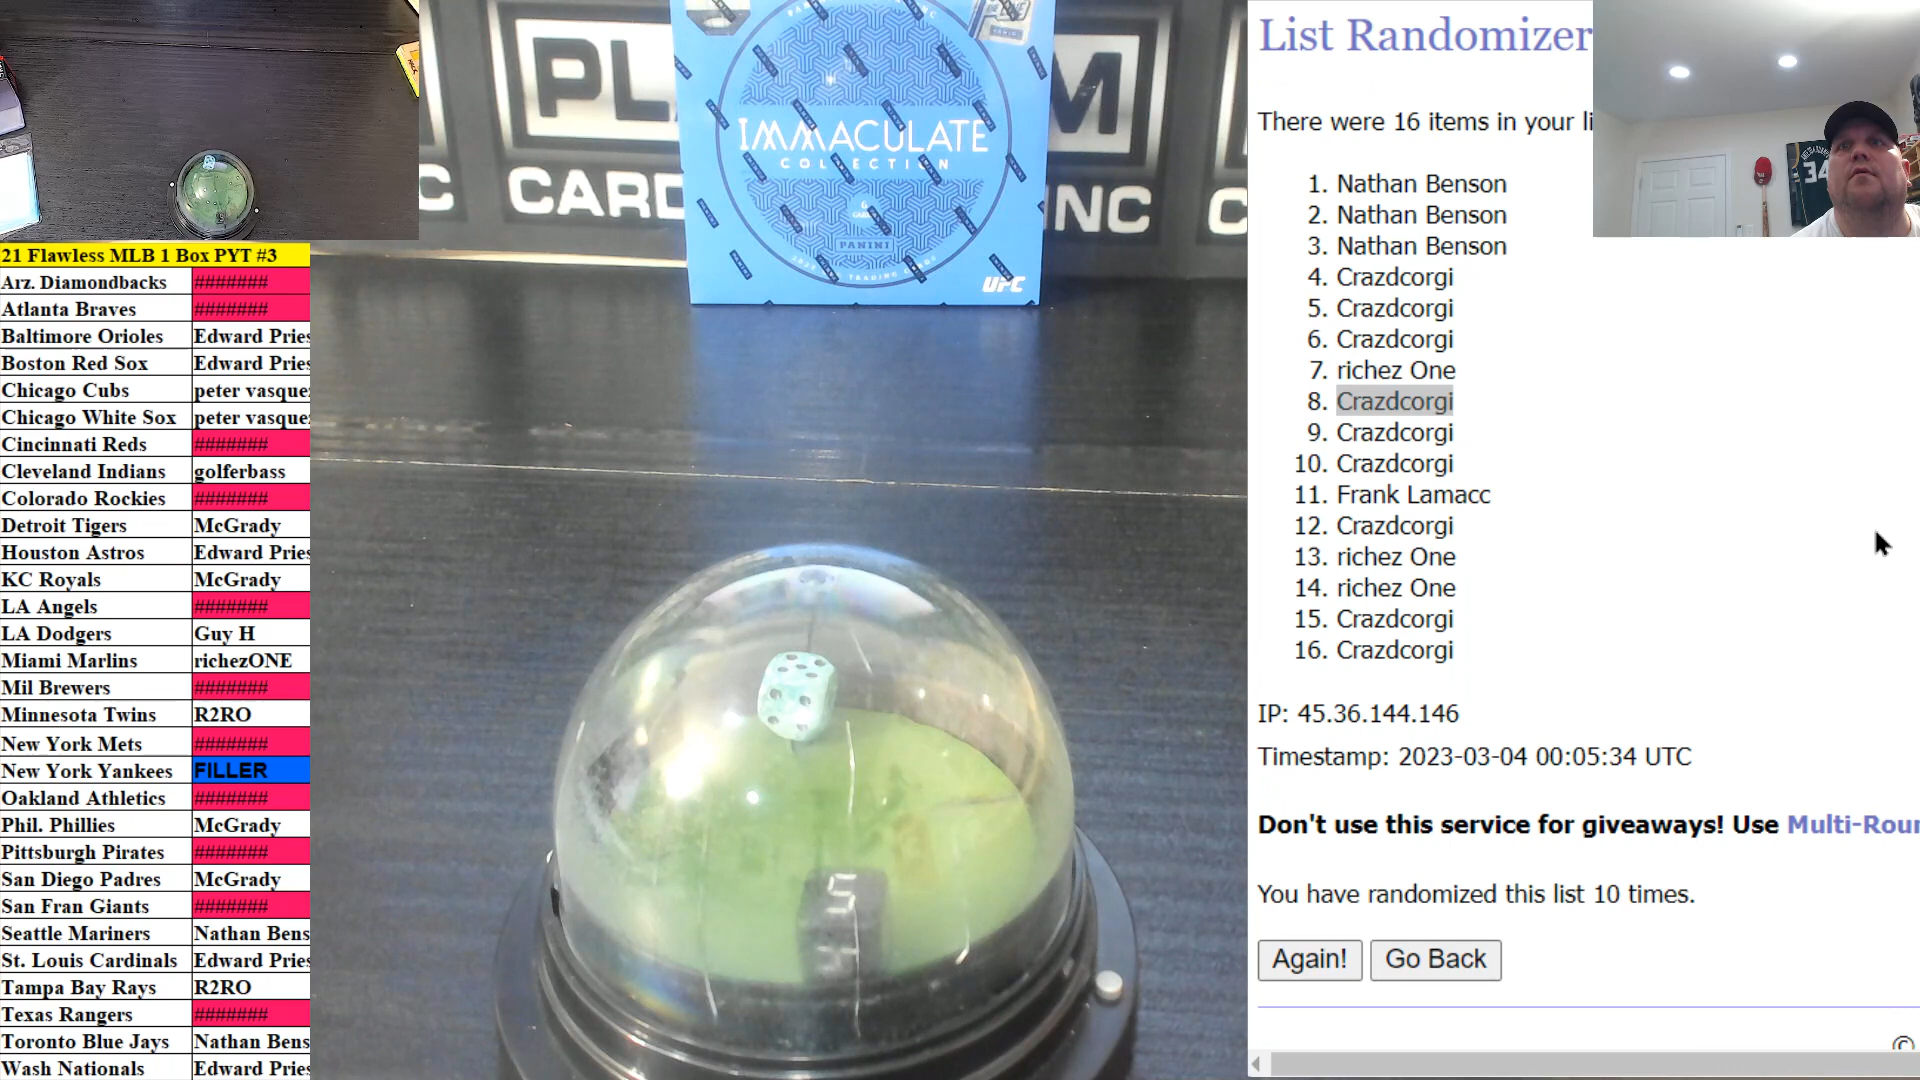 21 Flawless MLB 1 Box PYT #3
Arz. Diamondbacks #######
Atlanta Braves #######
Baltimore Orioles Edward Pries
Boston Red Sox Edward Pries
Chicago Cubs peter vasque
Chicago White Sox peter vasque
Cincinnati Reds #######
Cleveland Indians golferbass
Colorado Rockies #######
Detroit Tigers McGrady
Houston Astros Edward Pries
KC Royals McGrady
LA Angels #######
LA Dodgers Guy H
Miami Marlins richezONE
Mil Brewers #######
Minnesota Twins R2RO
New York Mets #######
New York Yankees FILLER
Oakland Athletics #######
Phil. Phillies McGrady
Pittsburgh Pirates #######
San Diego Padres McGrady
San Fran Giants #######
Seattle Mariners Nathan Bens
St. Louis Cardinals Edward Pries
Tampa Bay Rays R2RO
Texas Rangers #######
Toronto Blue Jays Nathan Bens
Wash Nationals Edward Pries
PL M
CARD INC
IMMACULATE
COLLECTION
6
PANINI
TRADING CARDS
UFC
5
4
List Randomizer
There were 16 items in your li
1. Nathan Benson
2. Nathan Benson
3. Nathan Benson
4. Crazdcorgi
5. Crazdcorgi
6. Crazdcorgi
7. richez One
8. Crazdcorgi
9. Crazdcorgi
10. Crazdcorgi
11. Frank Lamacc
12. Crazdcorgi
13. richez One
14. richez One
15. Crazdcorgi
16. Crazdcorgi
IP: 45.36.144.146
Timestamp: 2023-03-04 00:05:34 UTC
Don't use this service for giveaways! Use Multi-Roun
You have randomized this list 10 times.
Again! Go Back
©
34